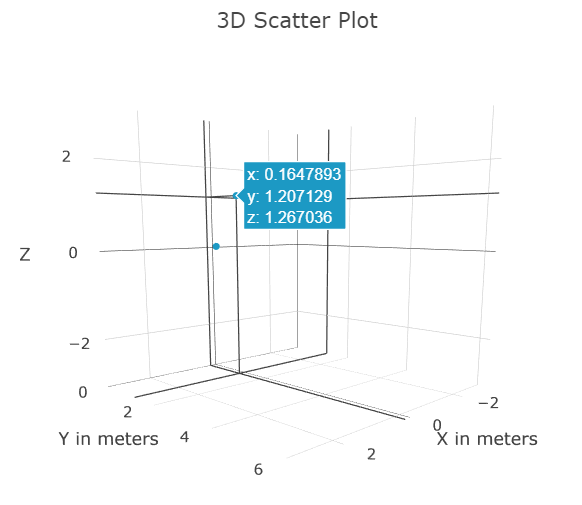 3D Scatter Plot
x: 0.1647893
y: 1.207129
z: 1.267036
2
Z
0
−2
0
2
4
6
Y in meters
2
0
−2
X in meters